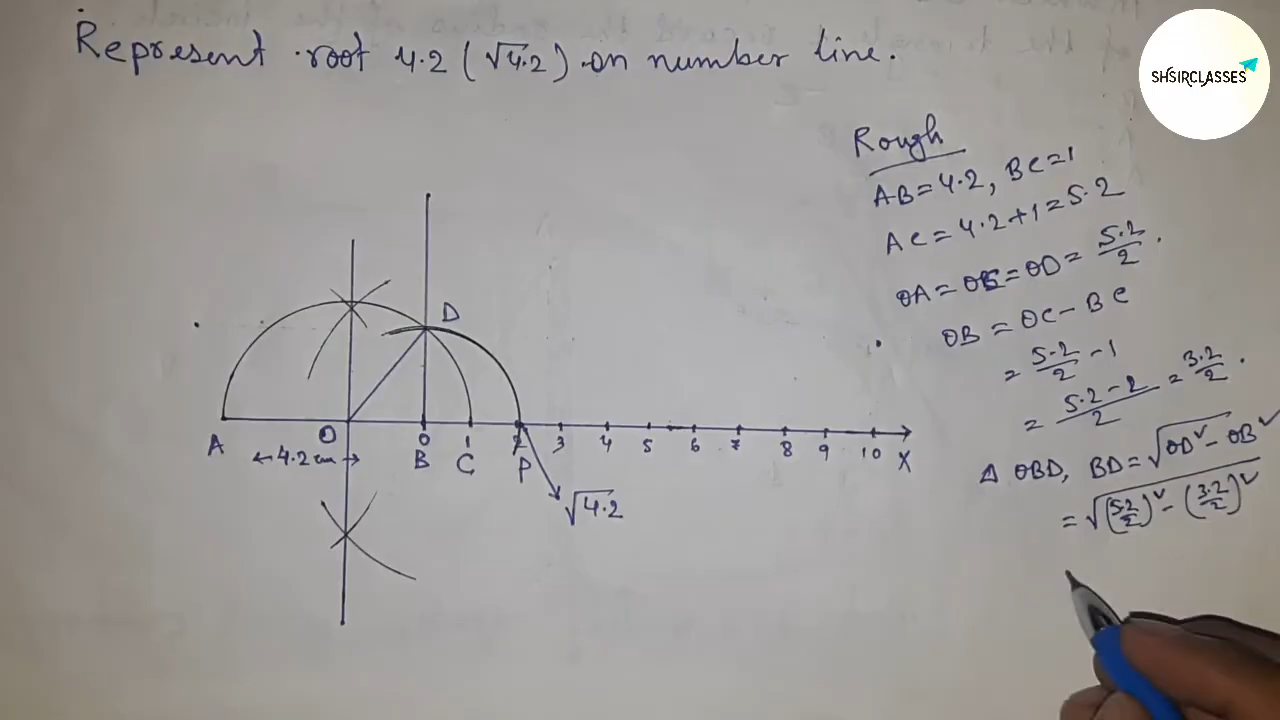 Represent root 4.2 (√4.2) on number line.
SHSIRCLASSES
Rough
AB = 4.2, BC = 1
AC = 4.2 + 1 = 5.2
OA = OC = OD = 5.2/2
OB = OC - BC
= 5.2/2 - 1
= (5.2 - 2)/2 = 3.2/2
Δ OBD, BD = √(OD² - OB²)
= √((5.2/2)² - (3.2/2)²)
D
A O 0 1 2 3 4 5 6 7 8 9 10 X
←4.2cm→ B C P
√4.2